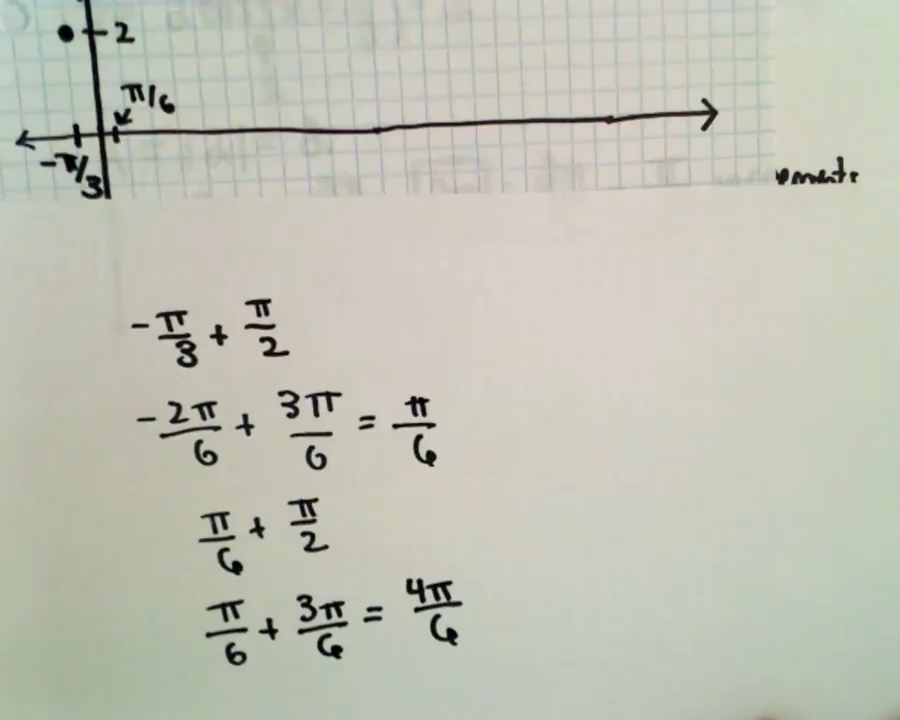 2
π/6
-π/3
-π/3 + π/2
-2π/6 + 3π/6 = π/6
π/6 + π/2
π/6 + 3π/6 = 4π/6